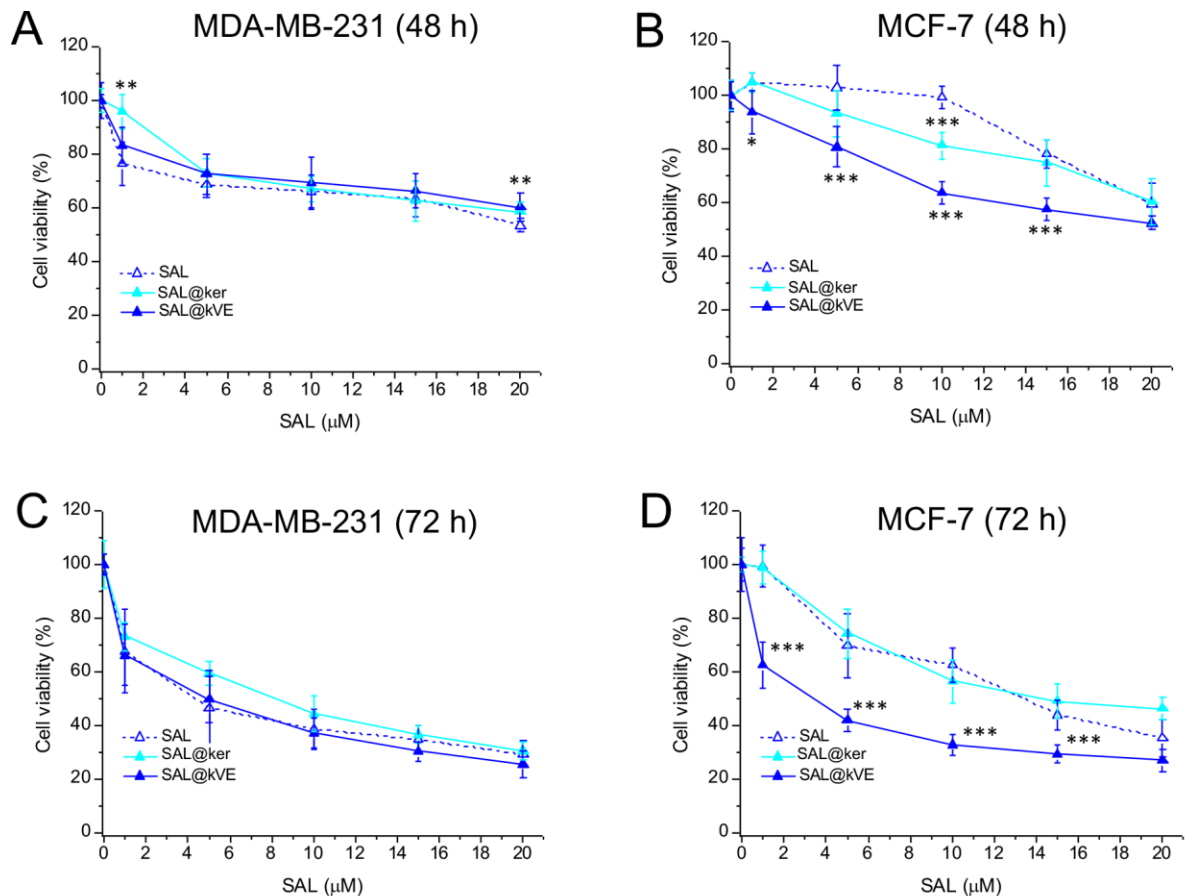 A
MDA-MB-231 (48 h)
120
100
80
60
40
20
0
Cell viability (%)
**
**
SAL
SAL@ker
SAL@kVE
0 2 4 6 8 10 12 14 16 18 20
SAL (μM)
B
MCF-7 (48 h)
120
100
80
60
40
20
0
Cell viability (%)
***
*
***
***
***
SAL
SAL@ker
SAL@kVE
0 2 4 6 8 10 12 14 16 18 20
SAL (μM)
C
MDA-MB-231 (72 h)
120
100
80
60
40
20
0
Cell viability (%)
SAL
SAL@ker
SAL@kVE
0 2 4 6 8 10 12 14 16 18 20
SAL (μM)
D
MCF-7 (72 h)
120
100
80
60
40
20
0
Cell viability (%)
***
***
***
***
SAL
SAL@ker
SAL@kVE
0 2 4 6 8 10 12 14 16 18 20
SAL (μM)